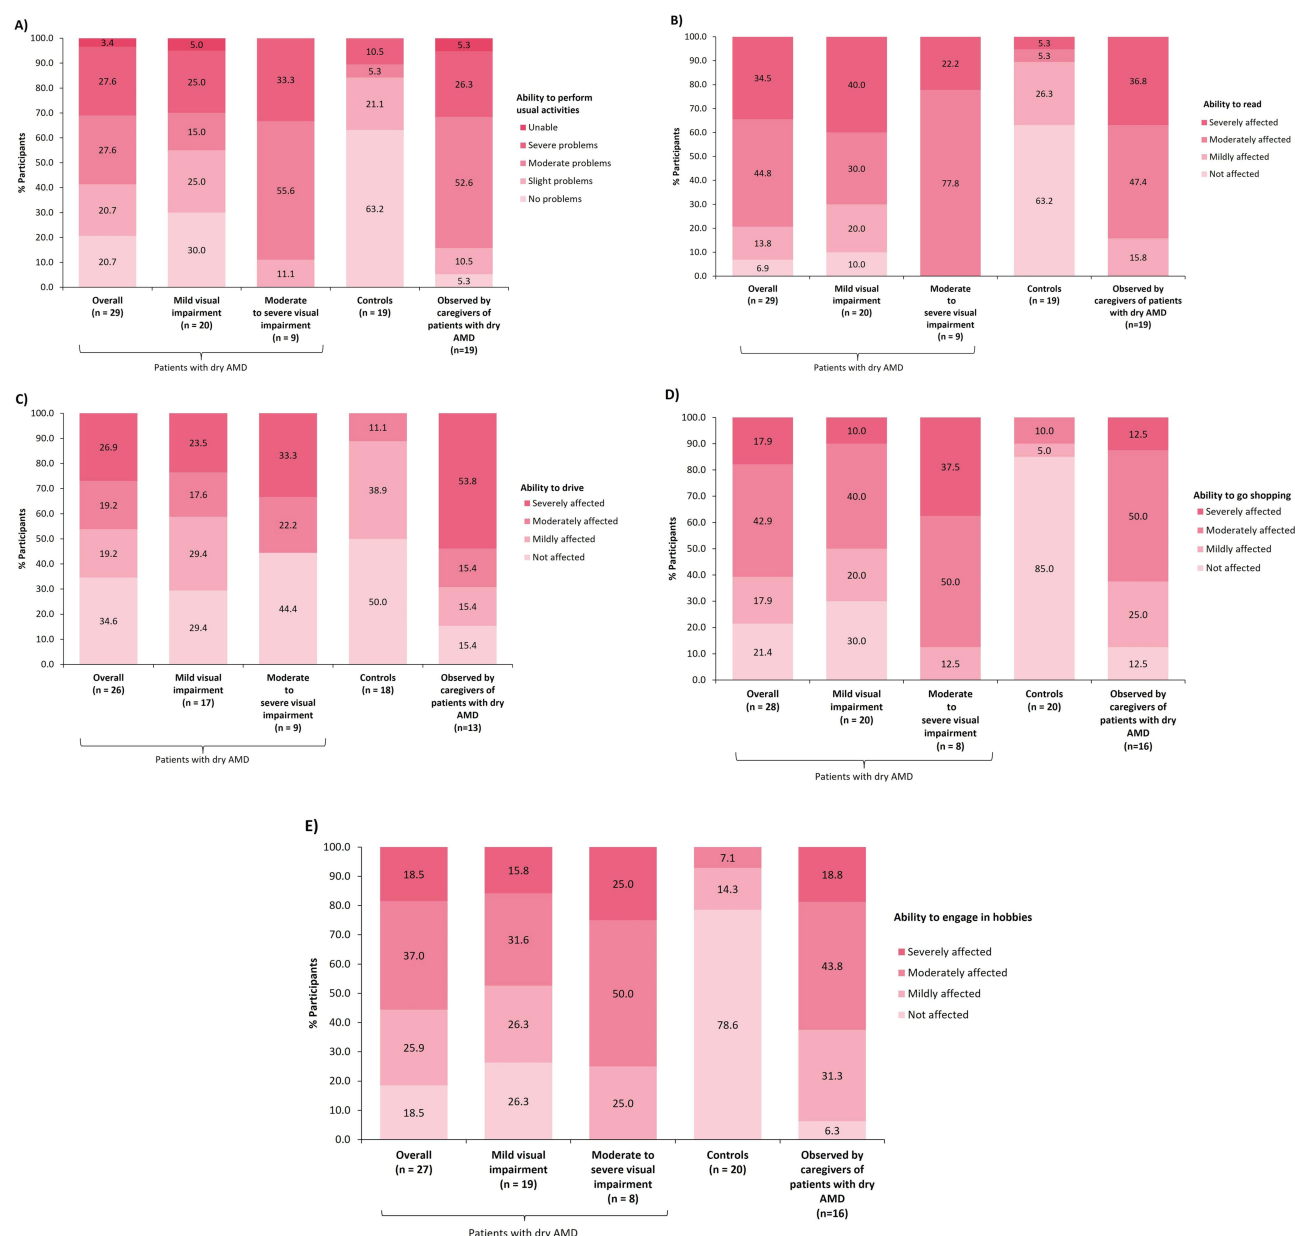 A)
100.0
90.0
80.0
70.0
60.0
50.0
40.0
30.0
20.0
10.0
0.0
% Participants
3.4
27.6
27.6
20.7
20.7
5.0
25.0
15.0
25.0
30.0
33.3
55.6
11.1
10.5
5.3
21.1
63.2
5.3
26.3
52.6
10.5
5.3
Ability to perform
usual activities
Unable
Severe problems
Moderate problems
Slight problems
No problems
Overall
(n = 29)
Mild visual
impairment
(n = 20)
Moderate
to severe visual
impairment
(n = 9)
Controls
(n = 19)
Observed by
caregivers of
patients with dry
AMD
(n=19)
Patients with dry AMD
B)
100.0
90.0
80.0
70.0
60.0
50.0
40.0
30.0
20.0
10.0
0.0
% Participants
34.5
44.8
13.8
6.9
40.0
30.0
20.0
10.0
22.2
77.8
5.3
5.3
26.3
63.2
36.8
47.4
15.8
Ability to read
Severely affected
Moderately affected
Mildly affected
Not affected
Overall
(n = 29)
Mild visual
impairment
(n = 20)
Moderate
to
severe visual
impairment
(n = 9)
Controls
(n = 19)
Observed by
caregivers of patients
with dry AMD
(n=19)
Patients with dry AMD
C)
100.0
90.0
80.0
70.0
60.0
50.0
40.0
30.0
20.0
10.0
0.0
% Participants
26.9
19.2
19.2
34.6
23.5
17.6
29.4
29.4
33.3
22.2
44.4
11.1
38.9
50.0
53.8
15.4
15.4
15.4
Ability to drive
Severely affected
Moderately affected
Mildly affected
Not affected
Overall
(n = 26)
Mild visual
impairment
(n = 17)
Moderate
to
severe visual
impairment
(n = 9)
Controls
(n = 18)
Observed by
caregivers of
patients with dry
AMD
(n=13)
Patients with dry AMD
D)
100.0
90.0
80.0
70.0
60.0
50.0
40.0
30.0
20.0
10.0
0.0
% Participants
17.9
42.9
17.9
21.4
10.0
40.0
20.0
30.0
37.5
50.0
12.5
10.0
5.0
85.0
12.5
50.0
25.0
12.5
Ability to go shopping
Severely affected
Moderately affected
Mildly affected
Not affected
Overall
(n = 28)
Mild visual
impairment
(n = 20)
Moderate
to
severe visual
impairment
(n = 8)
Controls
(n = 20)
Observed by
caregivers of
patients with dry
AMD
(n=16)
Patients with dry AMD
E)
100.0
90.0
80.0
70.0
60.0
50.0
40.0
30.0
20.0
10.0
0.0
% Participants
18.5
37.0
25.9
18.5
15.8
31.6
26.3
26.3
25.0
50.0
25.0
7.1
14.3
78.6
18.8
43.8
31.3
6.3
Ability to engage in hobbies
Severely affected
Moderately affected
Mildly affected
Not affected
Overall
(n = 27)
Mild visual
impairment
(n = 19)
Moderate to
severe visual
impairment
(n = 8)
Controls
(n = 20)
Observed by
caregivers of
patients with dry
AMD
(n=16)
Patients with dry AMD